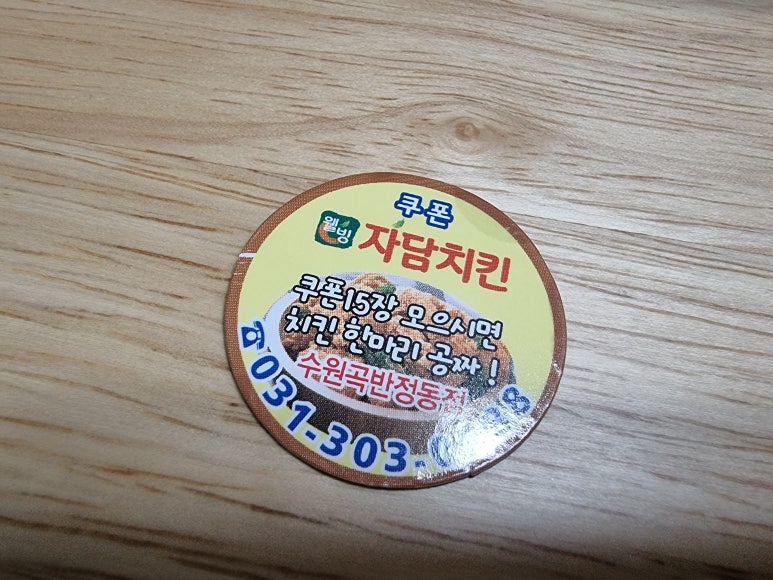 쿠폰
웰빙
자담치킨
쿠폰15장 모으시면
치킨 한마리 공짜!
수원곡반정동점
☎031-303-